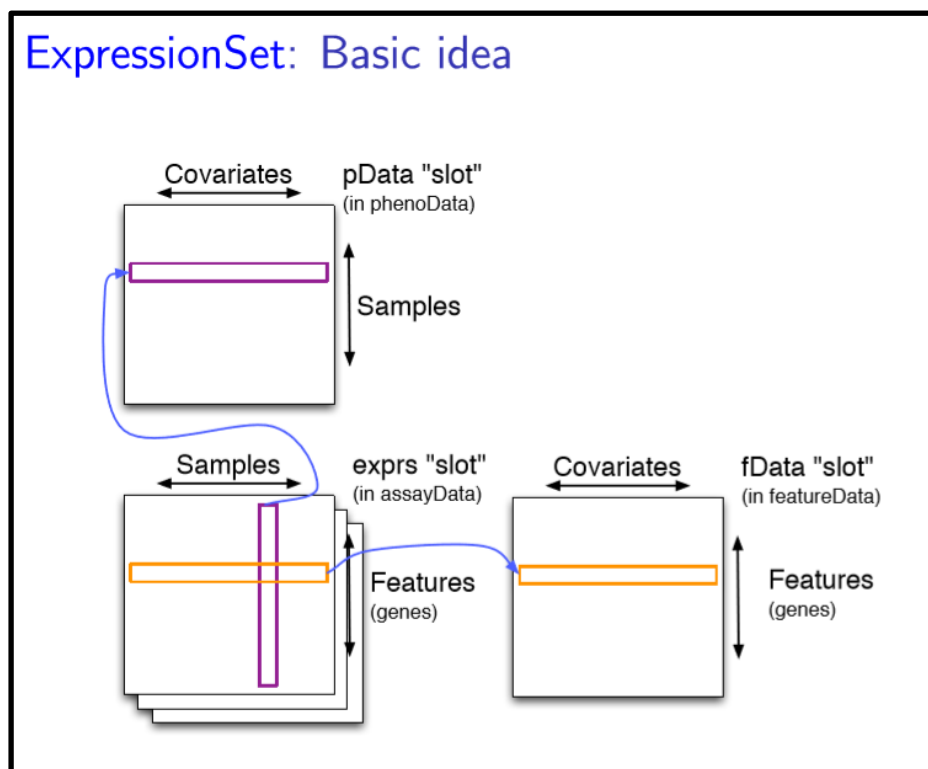 ExpressionSet: Basic idea
Covariates
pData "slot"
(in phenoData)
Samples
Samples
exprs "slot"
(in assayData)
Features
(genes)
Covariates
fData "slot"
(in featureData)
Features
(genes)